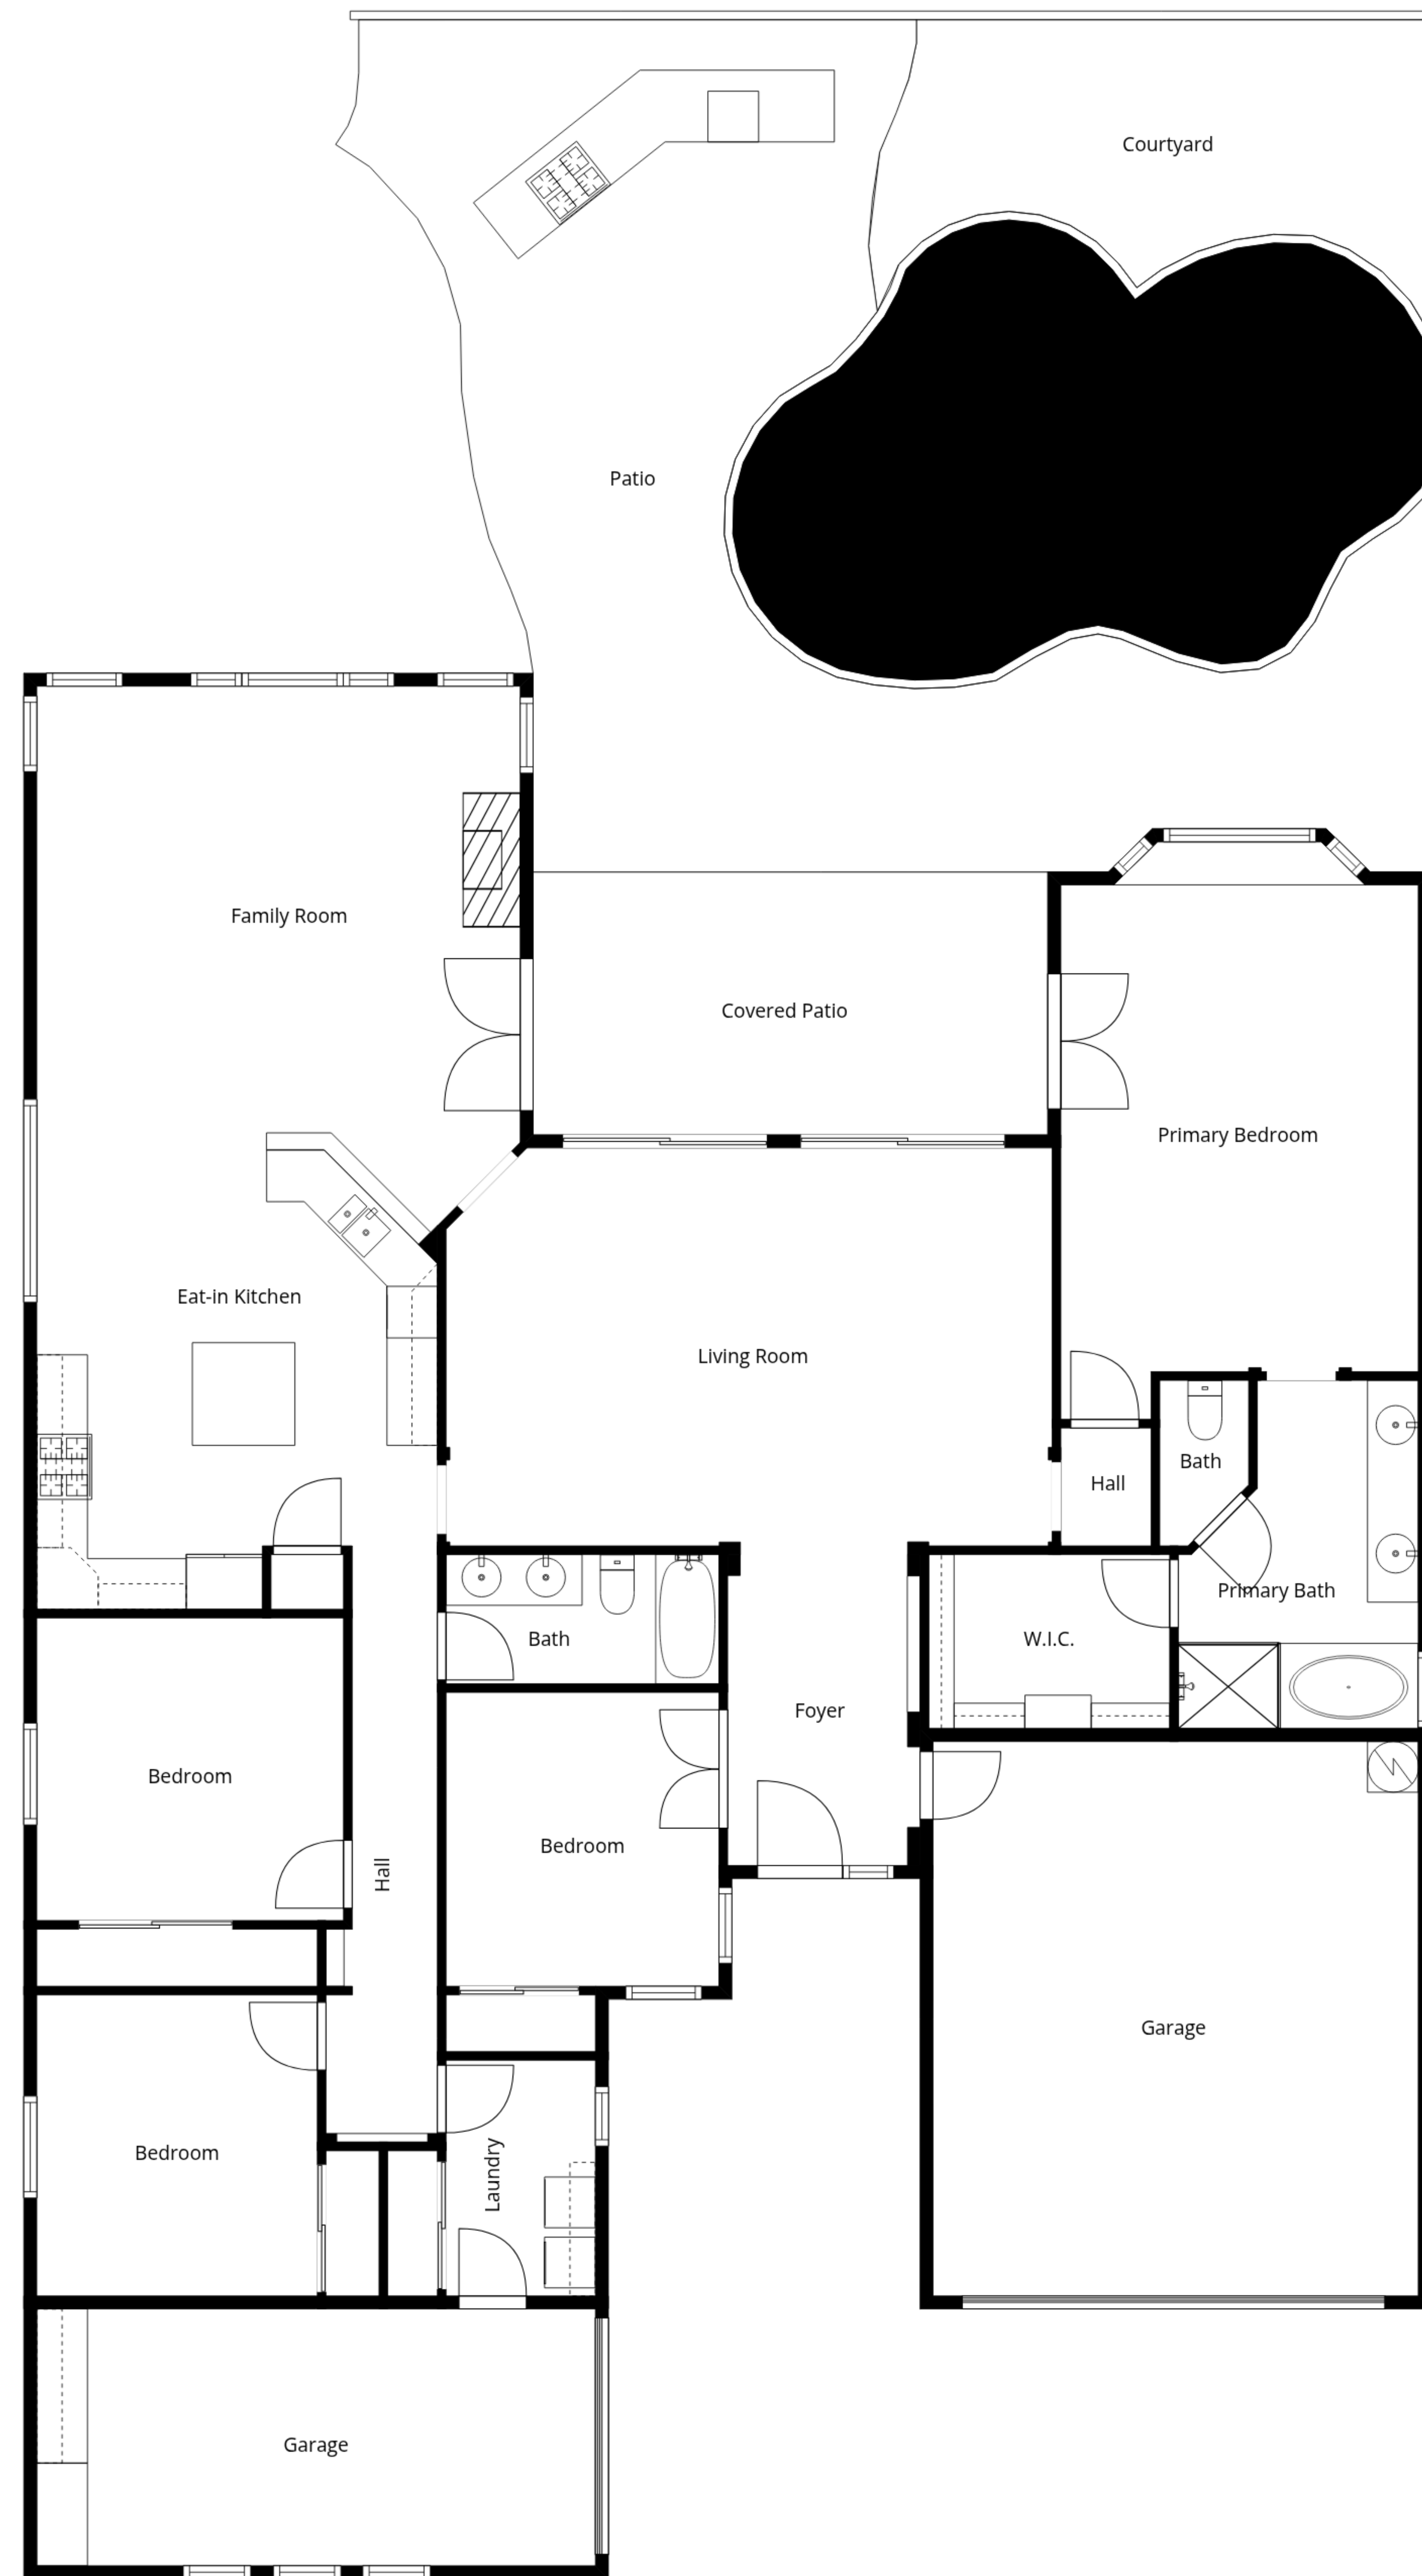 Courtyard
Patio
Family Room
Covered Patio
Primary Bedroom
Eat-in Kitchen
Living Room
Bath
Hall
Primary Bath
Bath
W.I.C.
Foyer
Bedroom
Bedroom
Hall
Garage
Bedroom
Laundry
Garage